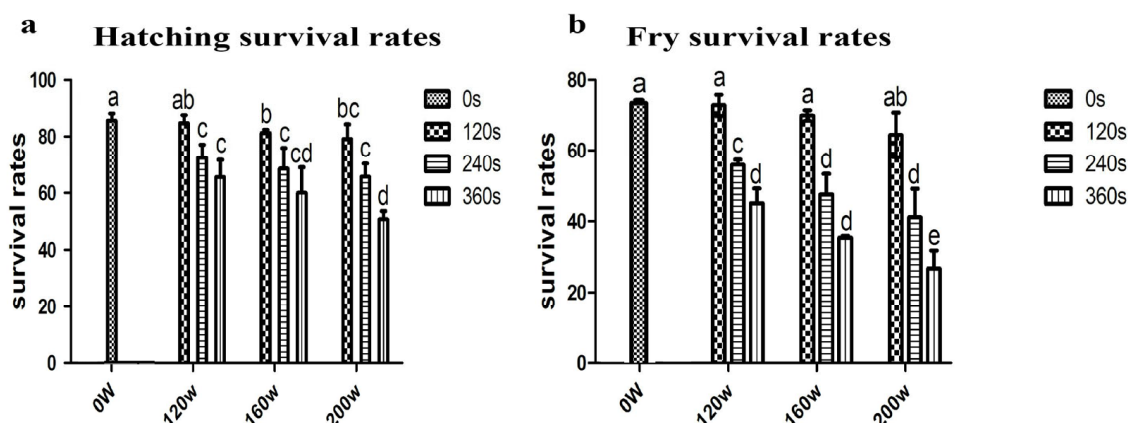 a
Hatching survival rates
survival rates
100
80
60
40
20
0
a
ab
c
c
b
c
cd
bc
c
d
0W
120w
160w
200w
0s
120s
240s
360s
b
Fry survival rates
survival rates
80
60
40
20
0
a
a
c
d
a
d
d
ab
d
e
0W
120w
160w
200w
0s
120s
240s
360s